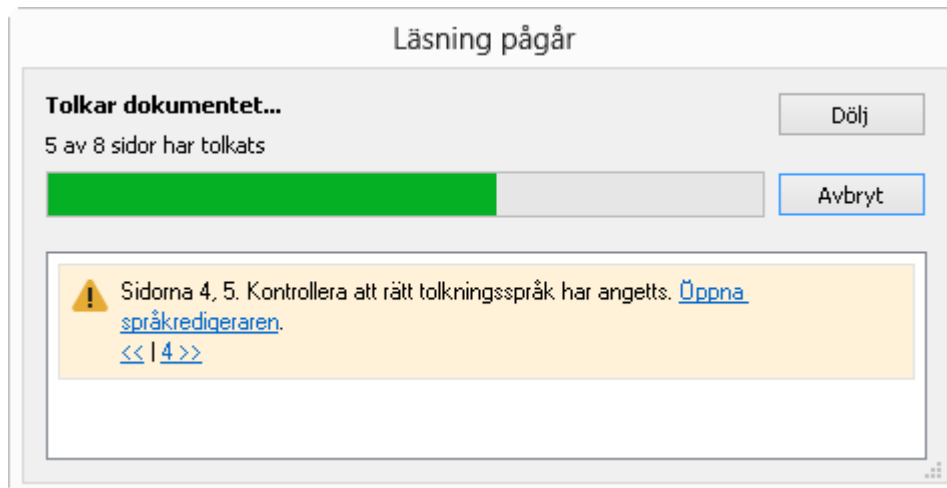 Läsning pågår
Tolkar dokumentet...
Dölj
5 av 8 sidor har tolkats
Avbryt
Sidorna 4, 5. Kontrollera att rätt tolkningsspråk har angetts. Öppna
språkredigeraren.
<< | 4 >>